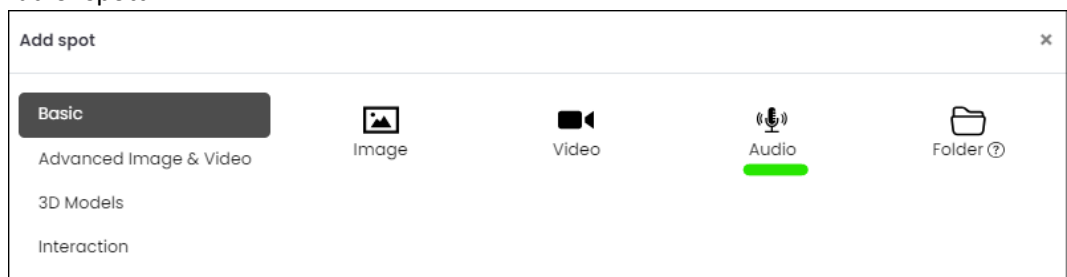 Add spot
Basic
Image
Video
Audio
Folder
Advanced Image & Video
3D Models
Interaction